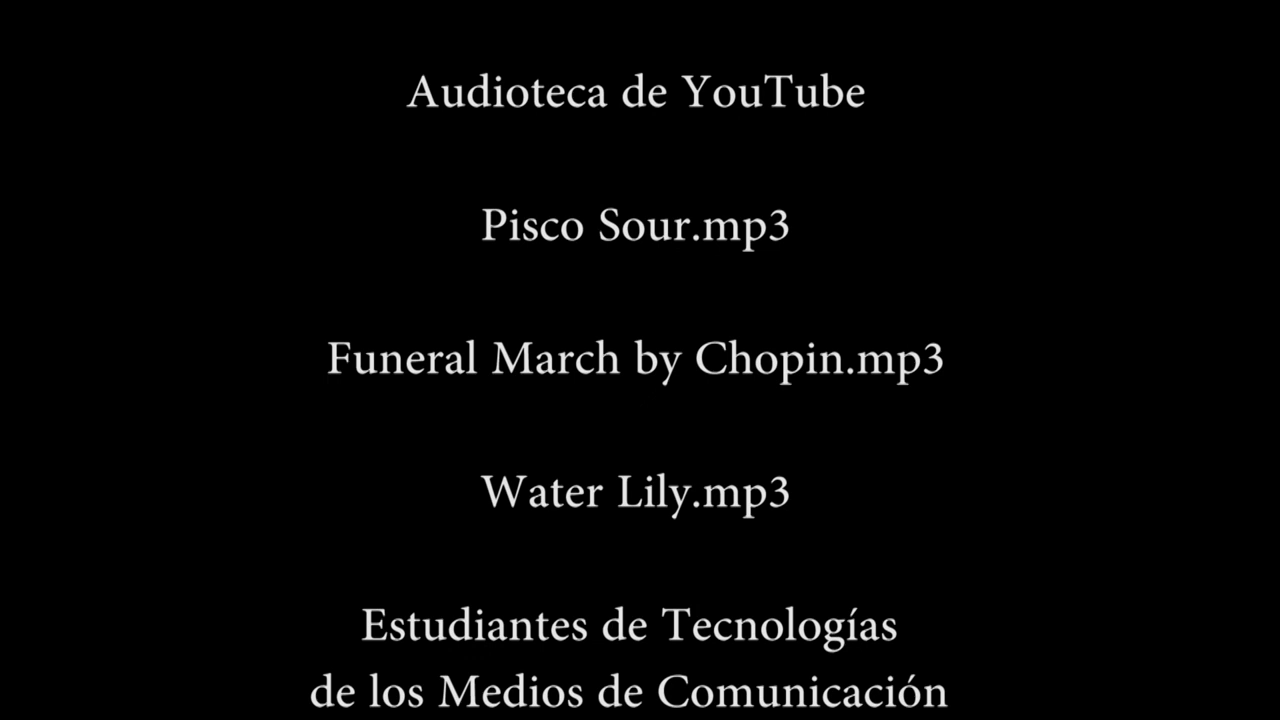 Audioteca de YouTube
Pisco Sour.mp3
Funeral March by Chopin.mp3
Water Lily.mp3
Estudiantes de Tecnologías
de los Medios de Comunicación